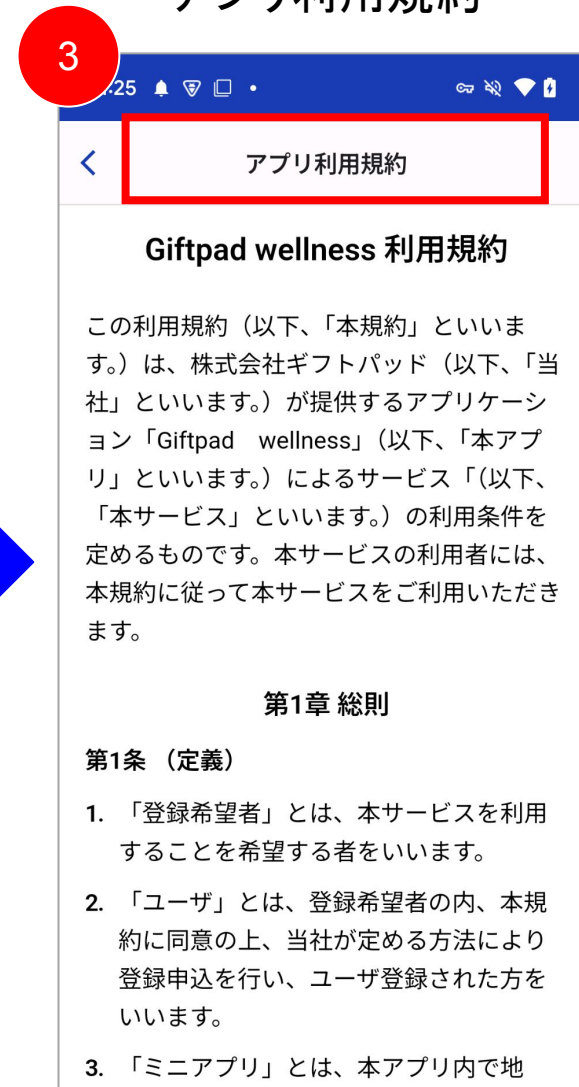 アプリ利用規約
3
:25
アプリ利用規約
Giftpad wellness 利用規約
この利用規約（以下、「本規約」といいま
す。）は、株式会社ギフトパッド（以下、「当
社」といいます。）が提供するアプリケーシ
ョン「Giftpad　wellness」（以下、「本アプ
リ」といいます。）によるサービス「（以下、
「本サービス」といいます。）の利用条件を
定めるものです。本サービスの利用者には、
本規約に従って本サービスをご利用いただき
ます。
第1章 総則
第1条 （定義）
1. 「登録希望者」とは、本サービスを利用
することを希望する者をいいます。
2. 「ユーザ」とは、登録希望者の内、本規
約に同意の上、当社が定める方法により
登録申込を行い、ユーザ登録された方を
いいます。
3. 「ミニアプリ」とは、本アプリ内で地